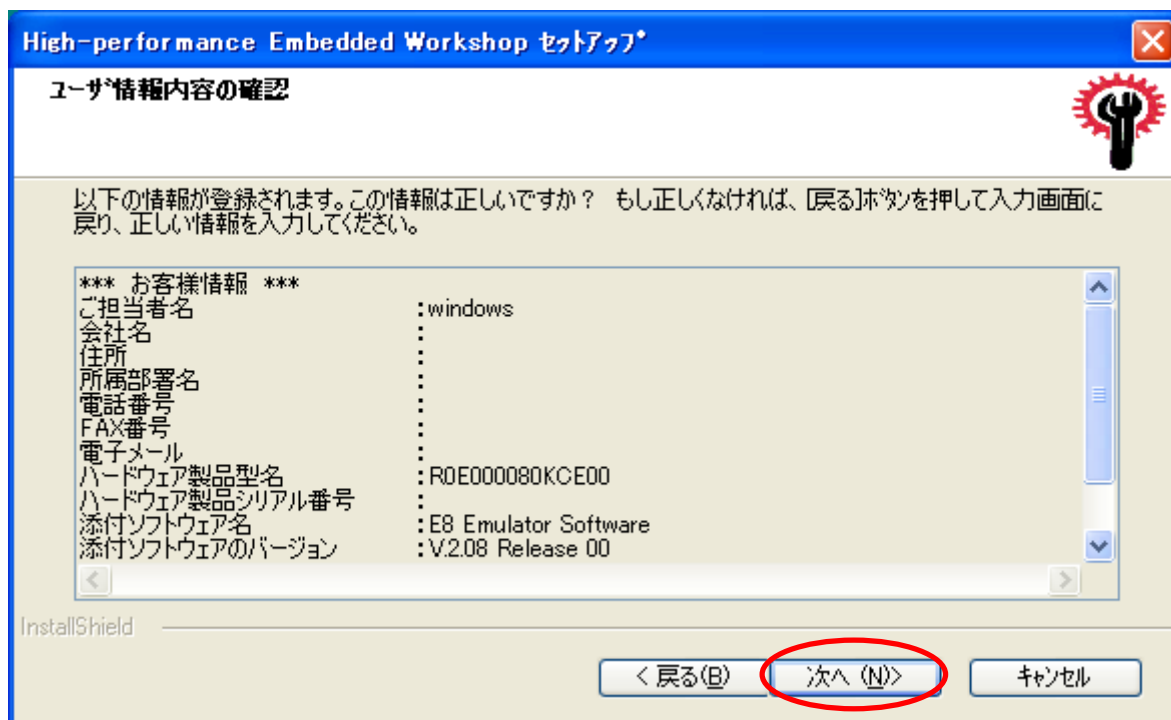 High-performance Embedded Workshop ｾｯﾄｱｯﾌﾟ
ﾕｰｻﾞ情報内容の確認
以下の情報が登録されます。この情報は正しいですか？ もし正しくなければ、[戻る]ﾎﾞﾀﾝを押して入力画面に
戻り、正しい情報を入力してください。
*** お客様情報 ***
ご担当者名 :windows
会社名 :
住所 :
所属部署名 :
電話番号 :
FAX番号 :
電子メール :
ハードウェア製品型名 :R0E000080KCE00
ハードウェア製品シリアル番号 :
添付ソフトウェア名 :E8 Emulator Software
添付ソフトウェアのバージョン :V.2.08 Release 00
InstallShield
< 戻る(B) 次へ (N)> ｷｬﾝｾﾙ